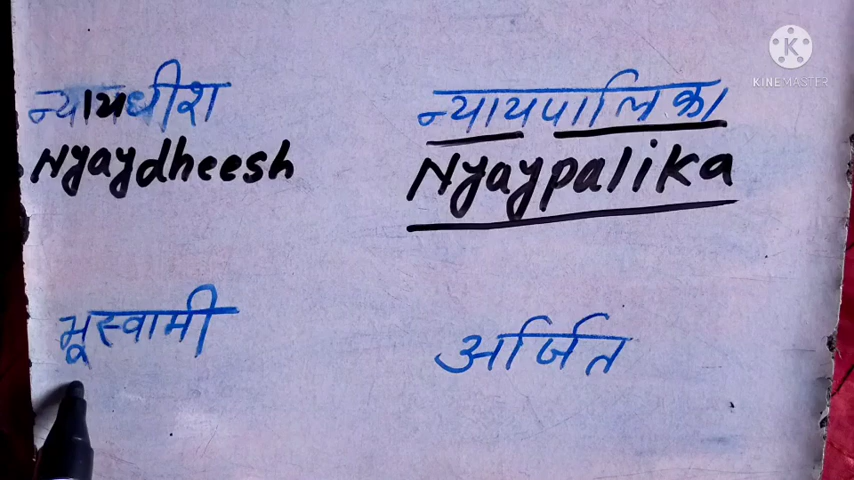 न्यायधीश
न्यायपालिका
Nyaydheesh
Nyaypalika
भूस्वामी
अर्जित
K
KINEMASTER